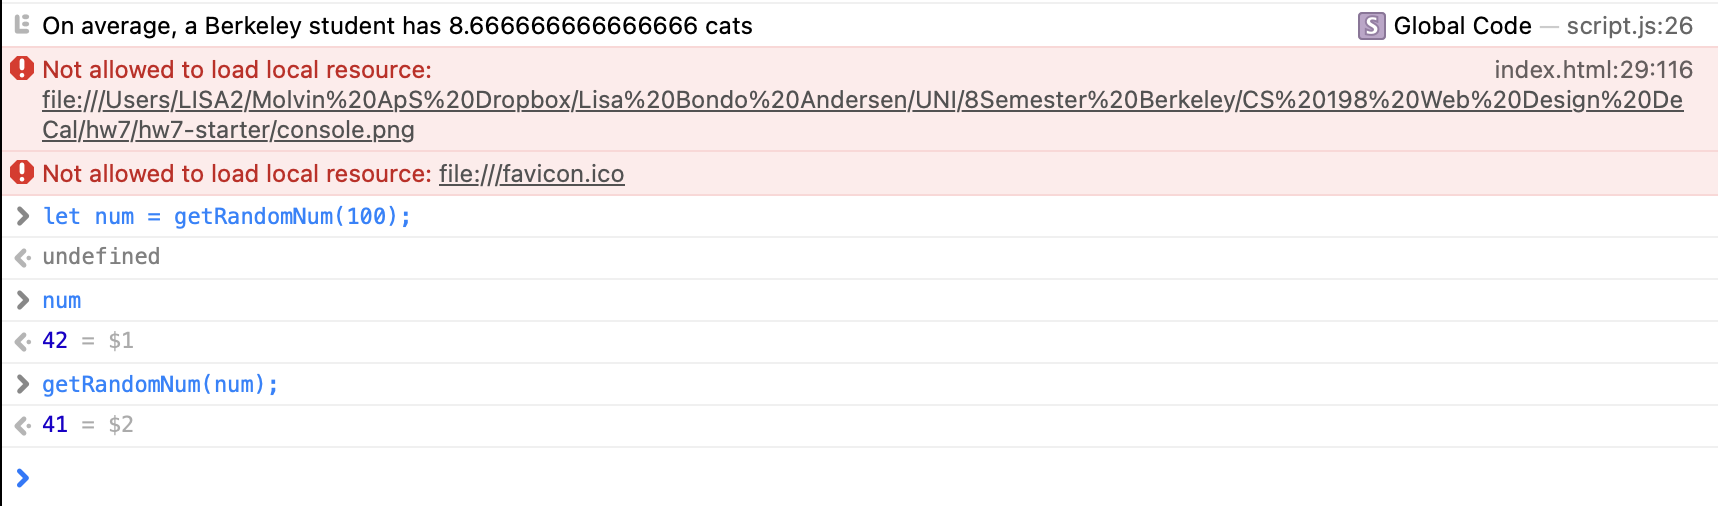 On average, a Berkeley student has 8.666666666666666 cats S Global Code — script.js:26
Not allowed to load local resource: index.html:29:116
file:///Users/LISA2/Molvin%20ApS%20Dropbox/Lisa%20Bondo%20Andersen/UNI/8Semester%20Berkeley/CS%20198%20Web%20Design%20De
Cal/hw7/hw7-starter/console.png
Not allowed to load local resource: file:///favicon.ico
let num = getRandomNum(100);
undefined
num
42 = $1
getRandomNum(num);
41 = $2